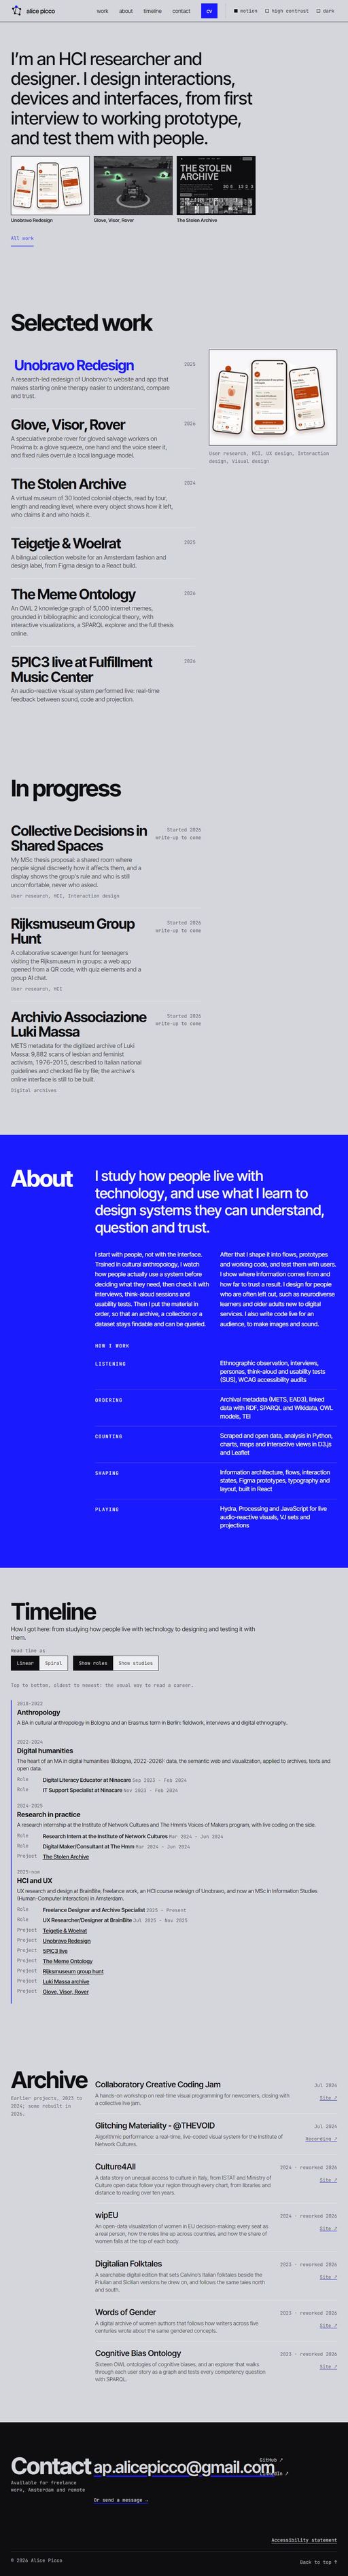 alice picco
work about timeline contact cv motion high contrast dark
I'm an HCI researcher and
designer. I design interactions,
devices and interfaces, from first
interview to working prototype,
and test them with people.
THE STOLEN
ARCHIVE
Unobravo Redesign
Glove, Visor, Rover
The Stolen Archive
All work
Selected work
Unobravo Redesign 2025
A research-led redesign of Unobravo's website and app that
makes starting online therapy easier to understand, compare
and trust.
User research, HCI, UX design, Interaction
design, Visual design
Glove, Visor, Rover 2026
A speculative probe rover for gloved salvage workers on
Proxima b: a glove squeeze, one hand and the voice steer it,
and fixed rules overrule a local language model.
The Stolen Archive 2024
A virtual museum of 30 looted colonial objects, read by tour,
length and reading level, where every object shows how it left,
who claims it and who holds it.
Teigetje & Woelrat 2025
A bilingual collection website for an Amsterdam fashion and
design label, from Figma design to a React build.
The Meme Ontology 2026
An OWL 2 knowledge graph of 5,000 internet memes,
grounded in bibliographic and iconological theory, with
interactive visualizations, a SPARQL explorer and the full thesis
online.
5PIC3 live at Fulfillment
Music Center
2024
An audio-reactive visual system performed live: real-time
feedback between sound, code and projection.
In progress
Collective Decisions in
Shared Spaces
Started 2026
write-up to come
My MSc thesis proposal: a shared room where
people signal discreetly how it affects them, and a
display shows the group's rule and who is still
uncomfortable, never who asked.
User research, HCI, Interaction design
Rijksmuseum Group
Hunt
Started 2026
write-up to come
A collaborative scavenger hunt for teenagers
visiting the Rijksmuseum in groups: a web app
opened from a QR code, with quiz elements and a
group AI chat.
User research, HCI
Archivio Associazione
Luki Massa
Started 2026
write-up to come
METS metadata for the digitized archive of Luki
Massa: 9,882 scans of lesbian and feminist
activism, 1976-2015, described to Italian national
guidelines and checked file by file; the archive's
online interface is still to be built.
Digital archives
About
I study how people live with
technology, and use what I learn to
design systems they can understand,
question and trust.
I start with people, not with the interface.
Trained in cultural anthropology, I watch
how people actually use a system before
deciding what they need, then check it with
interviews, think-aloud sessions and
usability tests. Then I put the material in
order, so that an archive, a collection or a
dataset stays findable and can be queried.
After that I shape it into flows, prototypes
and working code, and test them with users.
I show where information comes from and
how far to trust a result. I design for people
who are often left out, such as neurodiverse
learners and older adults new to digital
services. I also write code live for an
audience, to make images and sound.
HOW I WORK
LISTENING
Ethnographic observation, interviews,
personas, think-aloud and usability tests
(SUS), WCAG accessibility audits
ORDERING
Archival metadata (METS, EAD3), linked
data with RDF, SPARQL and Wikidata, OWL
models, TEI
COUNTING
Scraped and open data, analysis in Python,
charts, maps and interactive views in D3.js
and Leaflet
SHAPING
Information architecture, flows, interaction
states, Figma prototypes, typography and
layout, built in React
PLAYING
Hydra, Processing and JavaScript for live
audio-reactive visuals, VJ sets and
projections
Timeline
How I got here: from studying how people live with technology to designing and testing it with
them.
Read time as
Linear Spiral Show roles Show studies
Top to bottom, oldest to newest: the usual way to read a career.
2018-2022
Anthropology
A BA in cultural anthropology in Bologna and an Erasmus term in Berlin: fieldwork, interviews and digital ethnography.
2022-2024
Digital humanities
The heart of an MA in digital humanities (Bologna, 2022-2026): data, the semantic web and visualization, applied to archives, texts and
open data.
Role Digital Literacy Educator at Ninacare Sep 2023 - Feb 2024
Role IT Support Specialist at Ninacare Nov 2023 - Feb 2024
2024-2025
Research in practice
A research internship at the Institute of Network Cultures and The Hmm's Voices of Power Makers program, with live coding on the side.
Role Research Intern at the Institute of Network Cultures Mar 2024 - Jun 2024
Role Digital Maker/Consultant at The Hmm Mar 2024 - Jun 2024
Project The Stolen Archive
2025-now
HCI and UX
UX research and design at BrainBite, freelance work, an HCI course redesign of Unobravo, and now an MSc in Information Studies
(Human-Computer Interaction) in Amsterdam.
Role Freelance Designer and Archive Specialist 2025 - Present
Role UX Researcher/Designer at BrainBite Jul 2025 - Nov 2025
Project Teigetje & Woelrat
Project Unobravo Redesign
Project 5PIC3 live
Project The Meme Ontology
Project Rijksmuseum group hunt
Project Luki Massa archive
Project Glove, Visor, Rover
Archive
Earlier projects, 2023 to
2024; some rebuilt in
2026.
Collaborative Creative Coding Jam Jul 2024
A hands-on workshop on real-time visual programming for newcomers, closing with
a collective live jam.
Site ↗
Glitching Materiality - @THEVOID Jul 2024
Algorithmic performance: a real-time, live-coded visual system for the Institute of
Network Cultures.
Recording ↗
Culture4All 2024 · reworked 2026
A data story on unequal access to culture in Italy, from ISTAT and Ministry of
Culture open data: follow your region through every chart, from libraries and
distance to reading over ten years.
Site ↗
wipEU 2024 · reworked 2026
An open-data visualization of women in EU decision-making: every seat as
a real person, how the roles line up across countries, and how the share of
women falls at the top of each body.
Site ↗
Digitalian Folktales 2023 · reworked 2026
A searchable digital edition that sets Calvino's Italian folktales beside the
Friulian and Sicilian versions he drew on, and follows the same tales north
and south.
Site ↗
Words of Gender 2023 · reworked 2026
A digital archive of women authors that follows how writers across five
centuries wrote about the same gendered concepts.
Site ↗
Cognitive Bias Ontology 2023 · reworked 2026
Sixteen OWL ontologies of cognitive biases, and an explorer that walks
through each user story as a graph and tests every competency question
with SPARQL.
Site ↗
Contact
Available for freelance
work, Amsterdam and remote
ap.alicepicco@gmail.com
GitHub ↗
Or send a message →
Accessibility statement
© 2026 Alice Picco
Back to top ↑